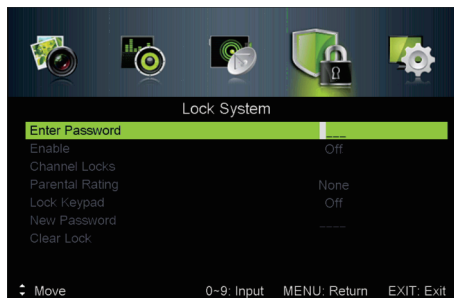 Lock System
Enter Password _ _ _
Enable Off
Channel Locks
Parental Rating None
Lock Keypad Off
New Password _ _ _ _
Clear Lock
Move 0~9: Input MENU: Return EXIT: Exit